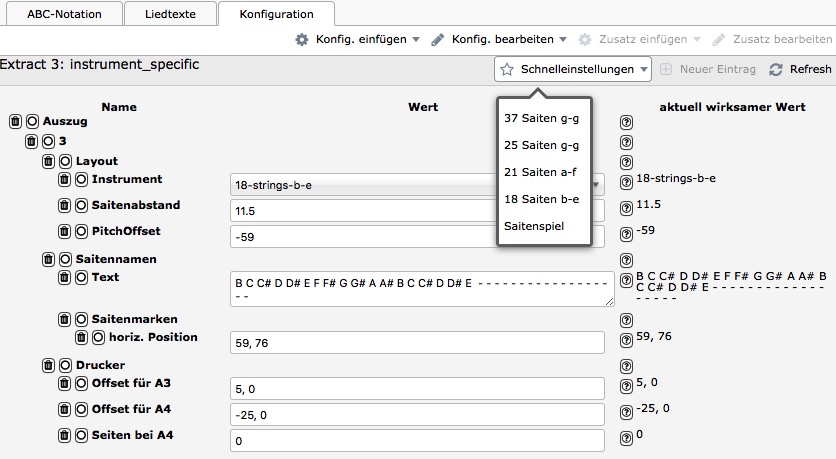 ABC-Notation Liedtexte Konfiguration
Konfig. einfügen Konfig. bearbeiten Zusatz einfügen Zusatz bearbeiten
Extract 3: instrument_specific Schnelleinstellungen Neuer Eintrag Refresh
37 Saiten g-g
25 Saiten g-g
21 Saiten a-f
18 Saiten b-e
Saitenspiel
Name Wert aktuell wirksamer Wert
Auszug
3
Layout
Instrument 18-strings-b-e 18-strings-b-e
Saitenabstand 11.5 11.5
PitchOffset -59 -59
Saitennamen
Text B C C# D D# E F F# G G# A A# B C C# D D# E - - - - - - - - - - - - - - - - - B C C# D D# E F F# G G# A A# B
- - C C# D D# E - - - - - - - - - - - - - -
- - - - -
Saitenmarken
horiz. Position 59, 76 59, 76
Drucker
Offset für A3 5, 0 5, 0
Offset für A4 -25, 0 -25, 0
Seiten bei A4 0 0